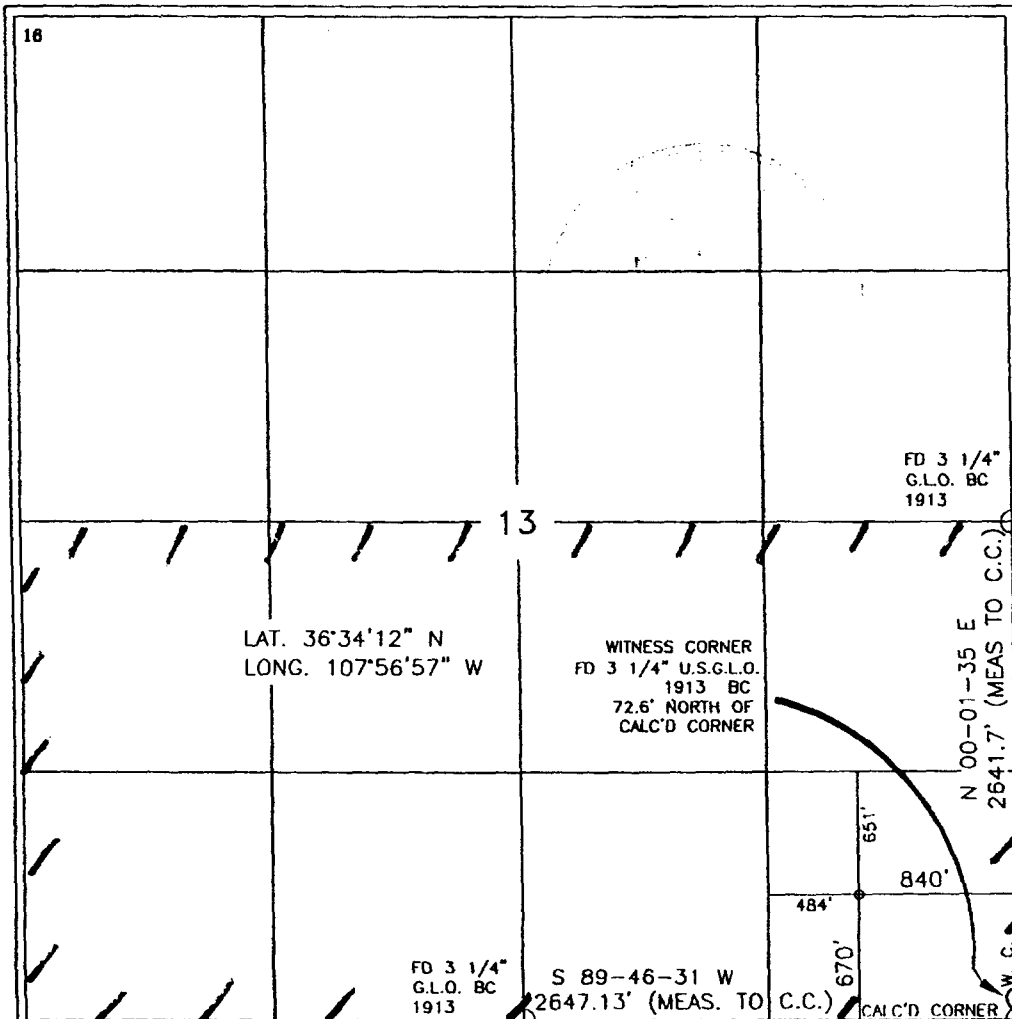 16
FD 3 1/4"
G.L.O. BC
1913
13
LAT. 36°34'12" N
LONG. 107°56'57" W
WITNESS CORNER
FD 3 1/4" U.S.G.L.O.
1913 BC
72.6' NORTH OF
CALC'D CORNER
N 00-01-35 E
2641.7' (MEAS TO C.C.)
651'
840'
484'
670'
W. C.
FD 3 1/4"
G.L.O. BC
1913
S 89-46-31 W
2647.13' (MEAS. TO C.C.)
CALC'D CORNER